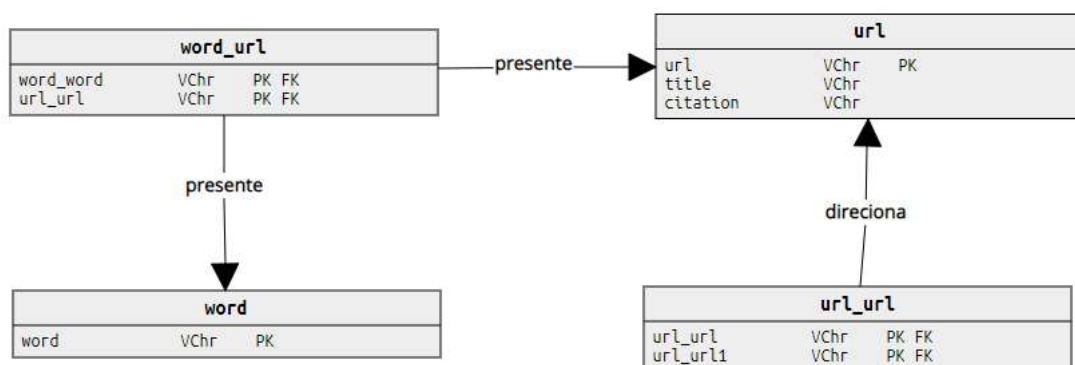 word_url
word_word VChr PK FK
url_url VChr PK FK
presente
url
url VChr PK
title VChr
citation VChr
presente
direciona
word
word VChr PK
url_url
url_url VChr PK FK
url_url1 VChr PK FK